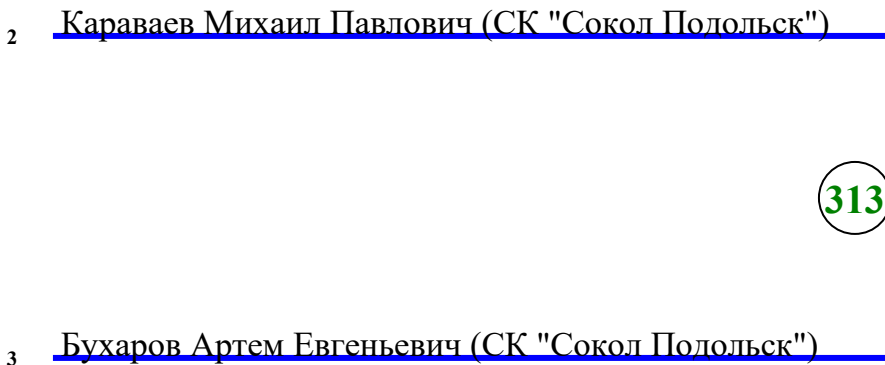 2 Караваев Михаил Павлович (СК "Сокол Подольск")
313
3 Бухаров Артем Евгеньевич (СК "Сокол Подольск")